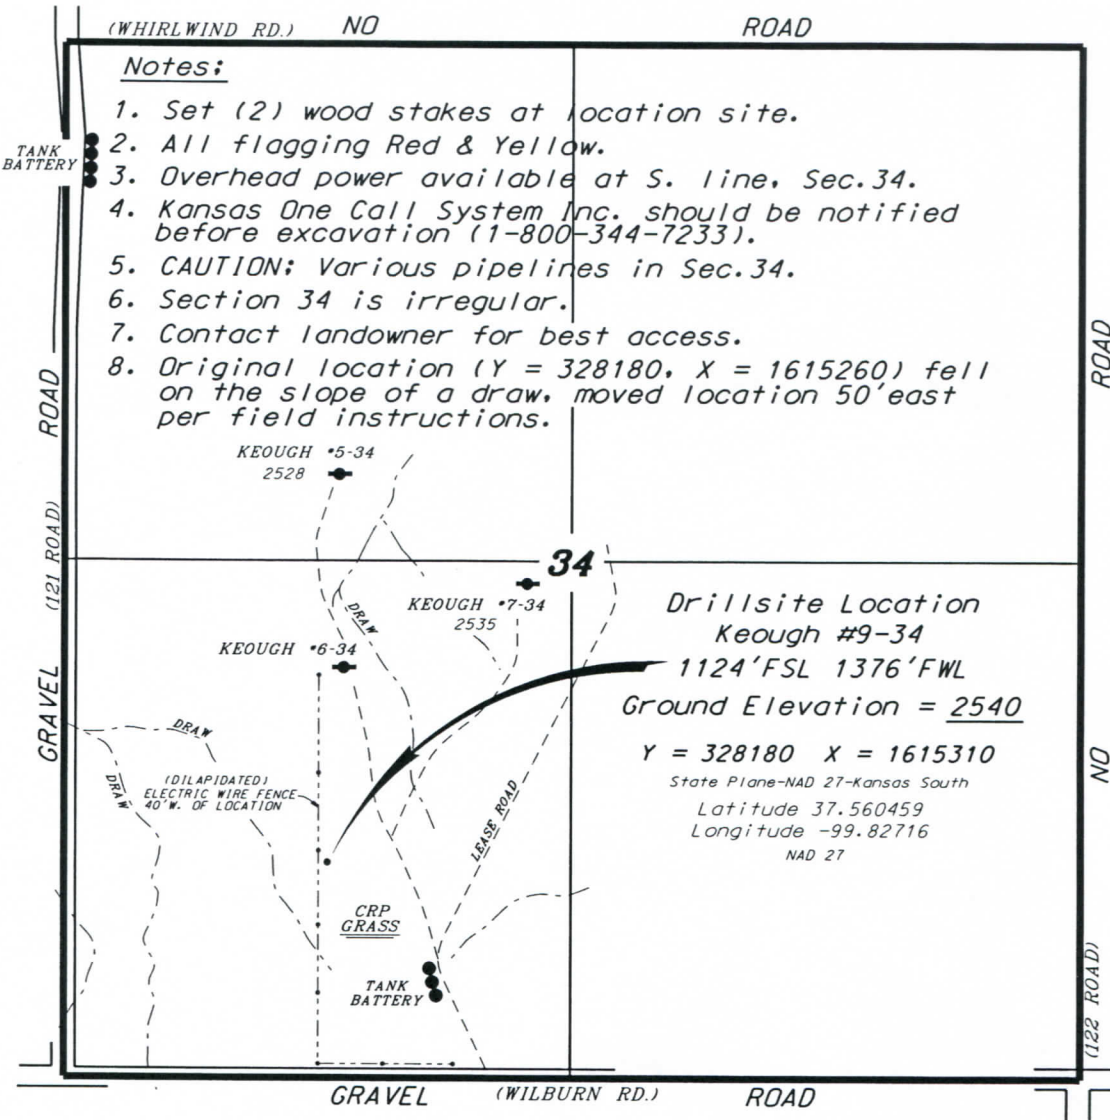 (WHIRLWIND RD.) NO ROAD
Notes:
1. Set (2) wood stakes at location site.
2. All flagging Red & Yellow.
3. Overhead power available at S. line, Sec.34.
4. Kansas One Call System Inc. should be notified
before excavation (1-800-344-7233).
5. CAUTION: Various pipelines in Sec.34.
6. Section 34 is irregular.
7. Contact landowner for best access.
8. Original location (Y = 328180, X = 1615260) fell
on the slope of a draw, moved location 50'east
per field instructions.
TANK
BATTERY
ROAD
(121 ROAD)
GRAVEL
ROAD
NO
(122 ROAD)
KEOUGH #5-34
2528
34
KEOUGH #7-34
2535
DRAW
KEOUGH #6-34
Drillsite Location
Keough #9-34
1124'FSL 1376'FWL
Ground Elevation = 2540
Y = 328180 X = 1615310
State Plane-NAD 27-Kansas South
Latitude 37.560459
Longitude -99.82716
NAD 27
DRAW
DRAW
(DILAPIDATED)
ELECTRIC WIRE FENCE
40'W. OF LOCATION
LEASE ROAD
CRP
GRASS
TANK
BATTERY
GRAVEL (WILBURN RD.) ROAD